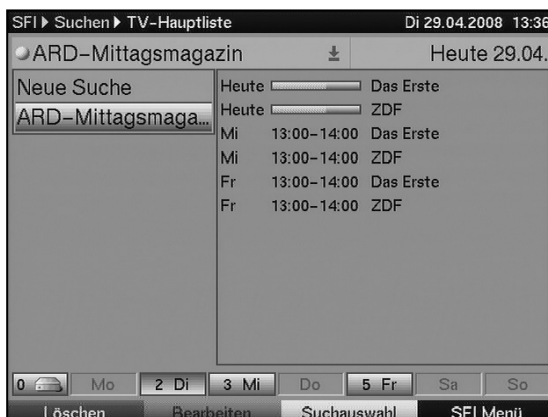 SFI Suchen TV-Hauptliste Di 29.04.2008 13:36
ARD-Mittagsmagazin Heute 29.04.
Neue Suche
ARD-Mittagsmaga...
Heute Das Erste
Heute ZDF
Mi 13:00-14:00 Das Erste
Mi 13:00-14:00 ZDF
Fr 13:00-14:00 Das Erste
Fr 13:00-14:00 ZDF
0 Mo 2 Di 3 Mi Do 5 Fr Sa So
Löschen Bearbeiten Suchauswahl SFI Menü